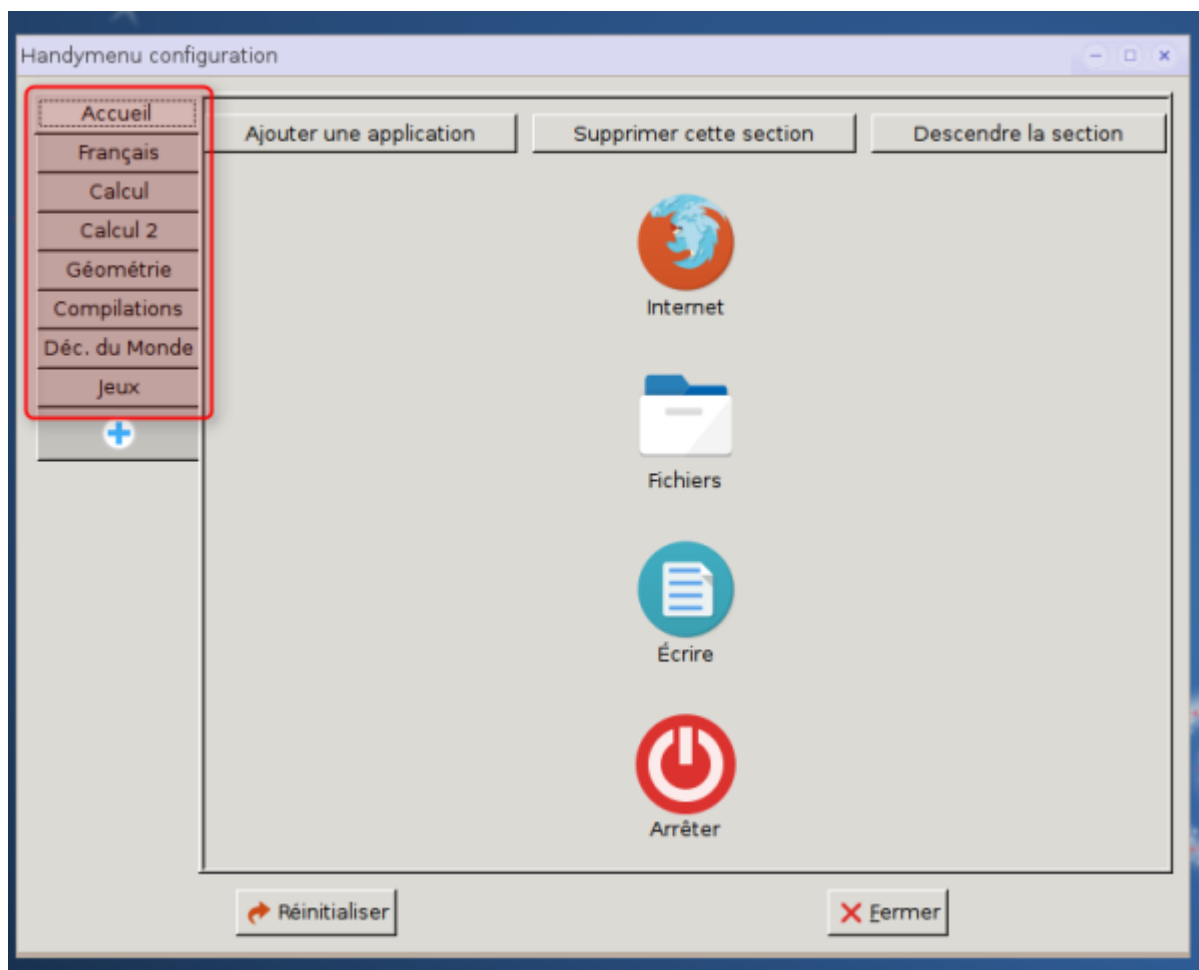 Handymenu configuration
Accueil
Français
Calcul
Calcul 2
Géométrie
Compilations
Déc. du Monde
Jeux
Ajouter une application
Supprimer cette section
Descendre la section
Internet
Fichiers
Écrire
Arrêter
Réinitialiser
Fermer